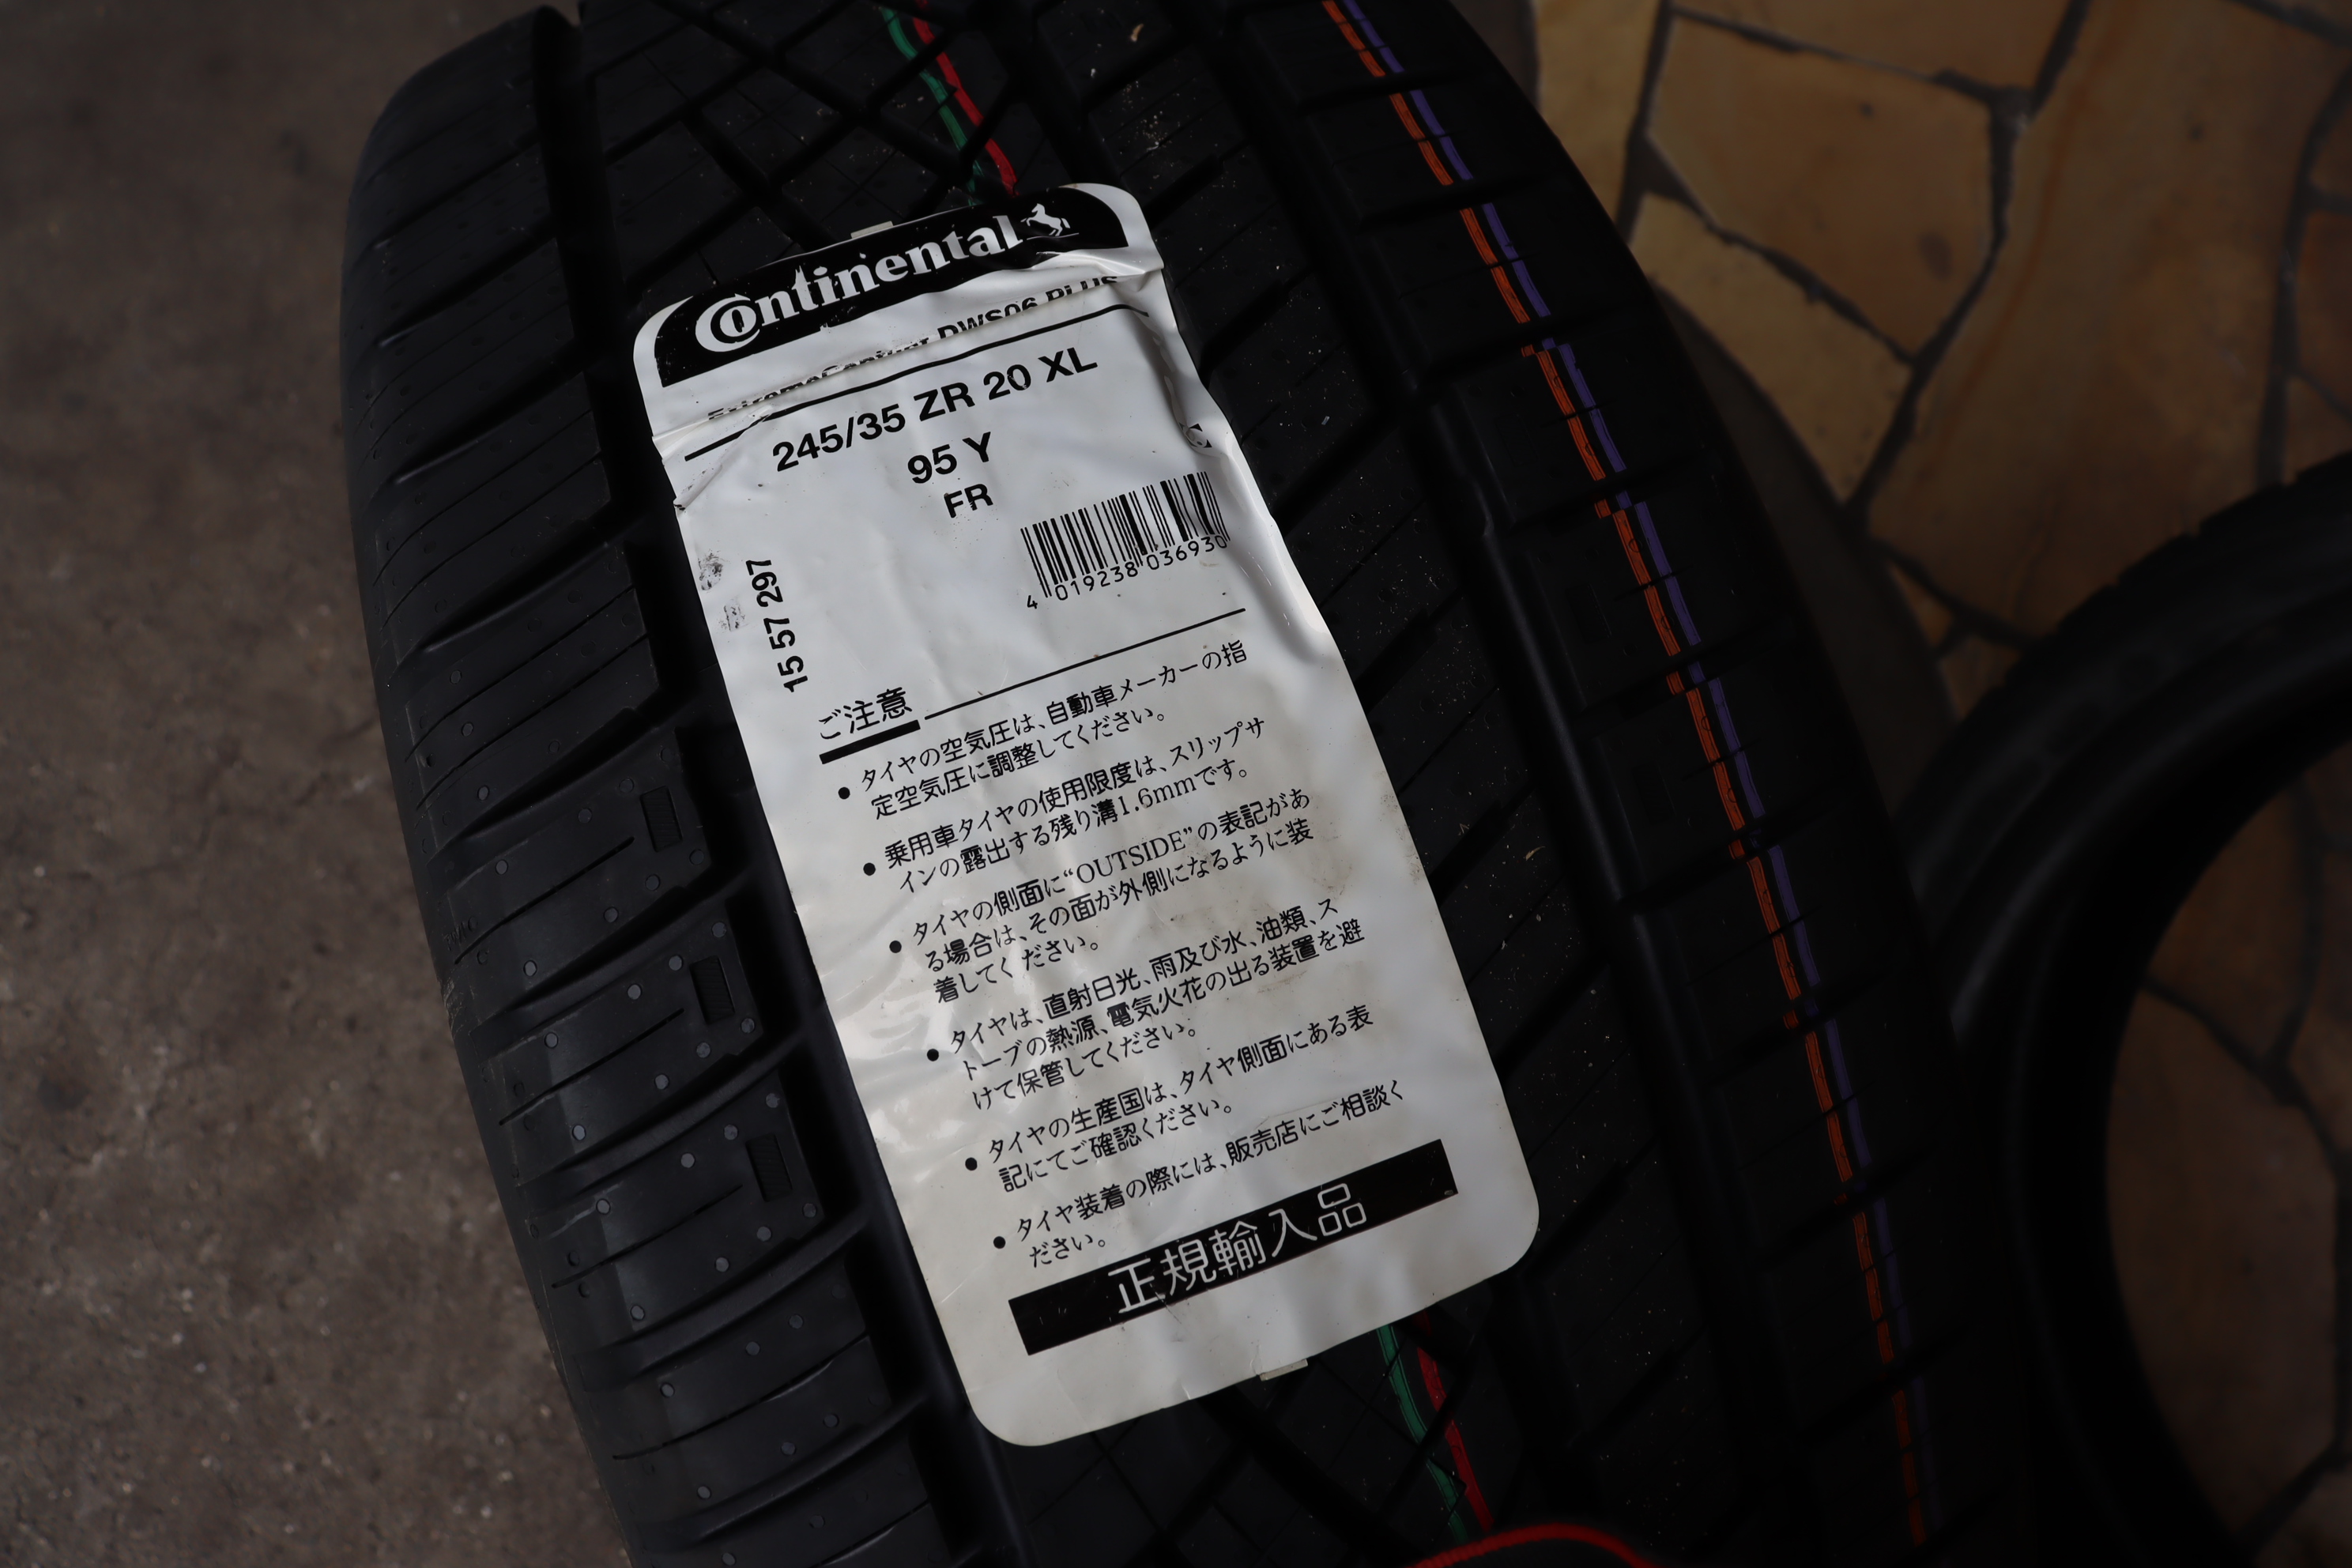 Continental
ExtremeContact DWS06 PLUS
245/35 ZR 20 XL
95 Y
FR
4 019238 036930
15 57 297
ご注意
● タイヤの空気圧は、自動車メーカーの指
定空気圧に調整してください。
● 乗用車タイヤの使用限度は、スリップサ
インの露出する残り溝1.6mmです。
● タイヤの側面に“OUTSIDE”の表記があ
る場合は、その面が外側になるように装
着してください。
● タイヤは、直射日光、雨及び水、油類、ス
トーブの熱源、電気火花の出る装置を避
けて保管してください。
● タイヤの生産国は、タイヤ側面にある表
記にてご確認ください。
● タイヤ装着の際には、販売店にご相談く
ださい。
正規輸入品